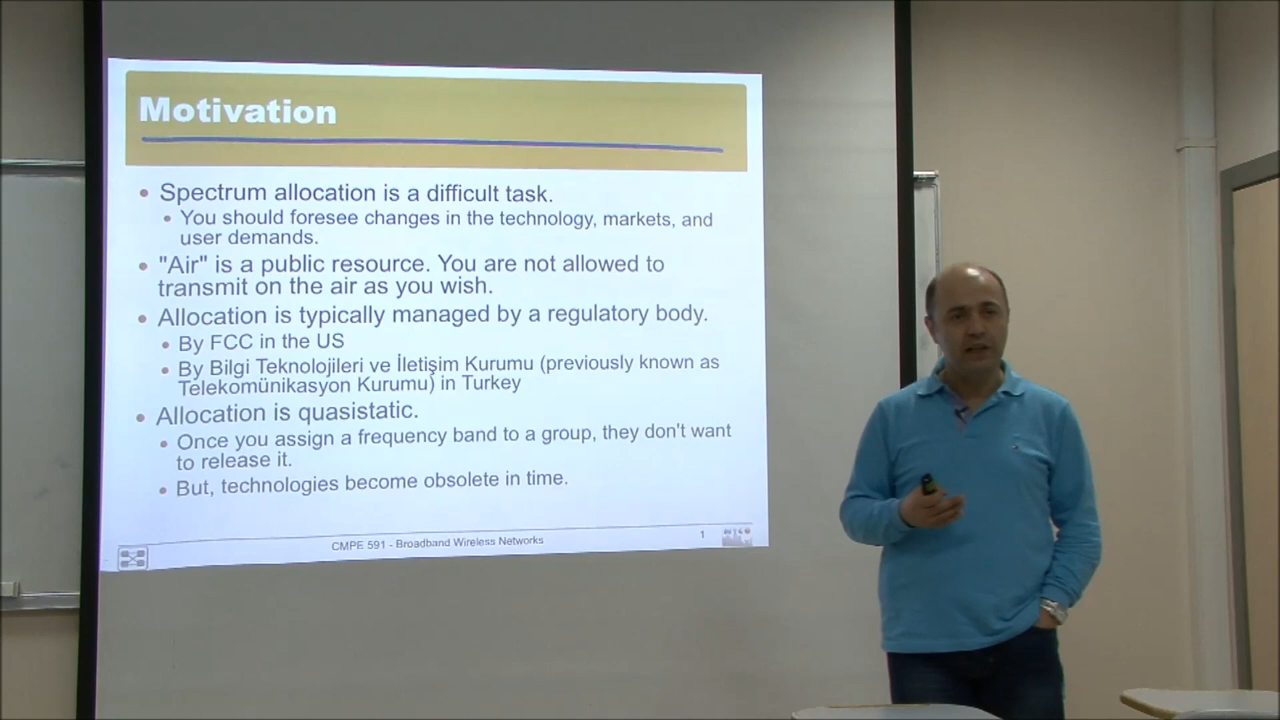 Motivation
Spectrum allocation is a difficult task.
You should foresee changes in the technology, markets, and
user demands.
"Air" is a public resource. You are not allowed to
transmit on the air as you wish.
Allocation is typically managed by a regulatory body.
By FCC in the US
By Bilgi Teknolojileri ve İletişim Kurumu (previously known as
Telekomünikasyon Kurumu) in Turkey
Allocation is quasistatic.
Once you assign a frequency band to a group, they don't want
to release it.
But, technologies become obsolete in time.
CMPE 591 - Broadband Wireless Networks
1